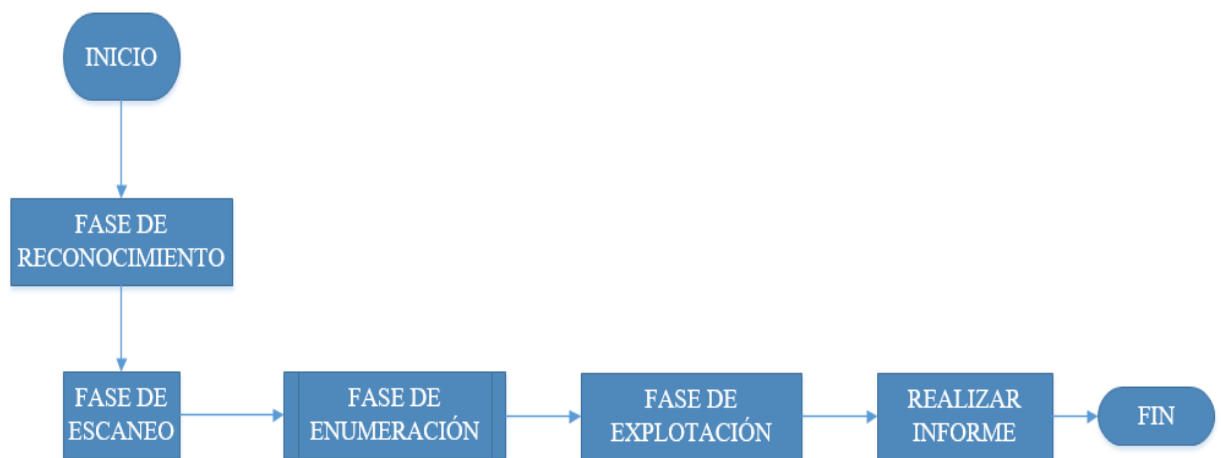 INICIO
FASE DE
RECONOCIMIENTO
FASE DE
ESCANEO
FASE DE
ENUMERACIÓN
FASE DE
EXPLOTACIÓN
REALIZAR
INFORME
FIN